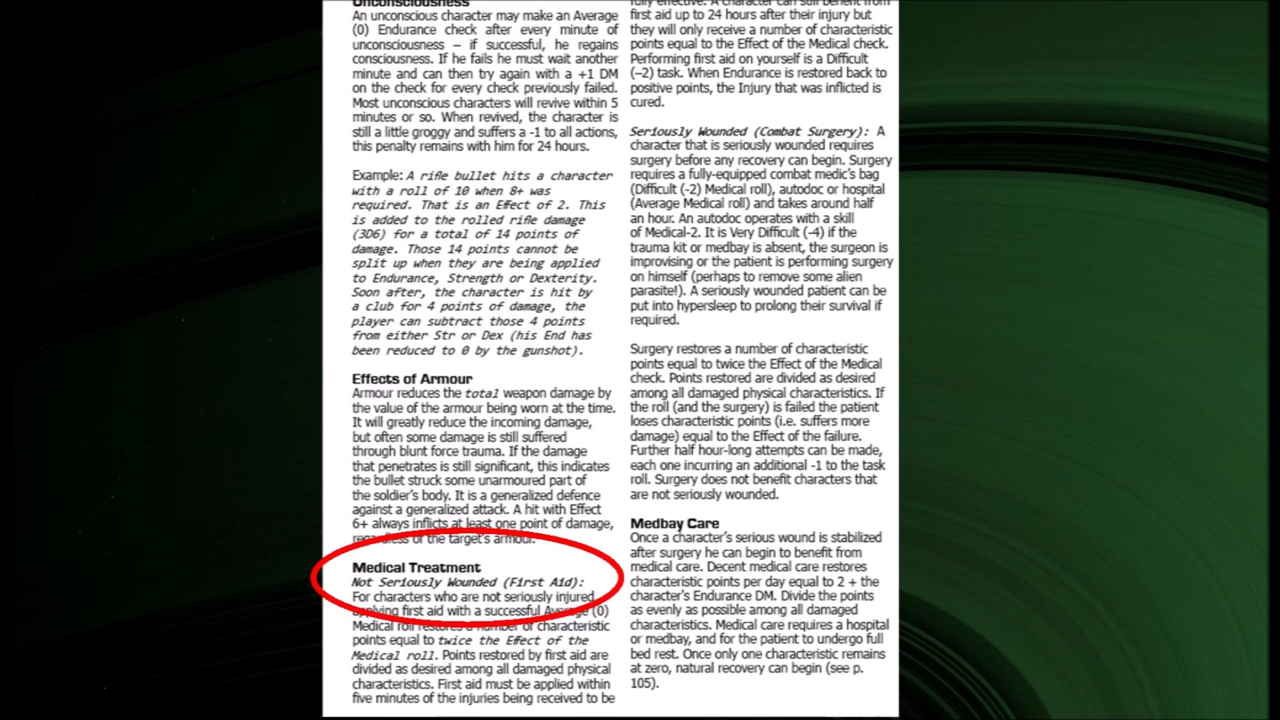 Unconsciousness
An unconscious character may make an Average
(0) Endurance check after every minute of
unconsciousness – if successful, he regains
consciousness. If he fails he must wait another
minute and can then try again with a +1 DM
on the check for every check previously failed.
Most unconscious characters will revive within 5
minutes or so. When revived, the character is
still a little groggy and suffers a -1 to all actions,
this penalty remains with him for 24 hours.
Example: A rifle bullet hits a character
with a roll of 10 when 8+ was
required. That is an Effect of 2. This
is added to the rolled rifle damage
(3D6) for a total of 14 points of
damage. Those 14 points cannot be
split up when they are being applied
to Endurance, Strength or Dexterity.
Soon after, the character is hit by
a club for 4 points of damage, the
player can subtract those 4 points
from either Str or Dex (his End has
been reduced to 0 by the gunshot).
Effects of Armour
Armour reduces the total weapon damage by
the value of the armour being worn at the time.
It will greatly reduce the incoming damage,
but often some damage is still suffered
through blunt force trauma. If the damage
that penetrates is still significant, this indicates
the bullet struck some unarmoured part of
the soldier's body. It is a generalized defence
against a generalized attack. A hit with Effect
6+ always inflicts at least one point of damage,
regardless of the target's armour.
Medical Treatment
Not Seriously Wounded (First Aid):
For characters who are not seriously injured,
applying first aid with a successful Average (0)
Medical roll restores a number of characteristic
points equal to twice the Effect of the
Medical roll. Points restored by first aid are
divided as desired among all damaged physical
characteristics. First aid must be applied within
five minutes of the injuries being received to be
fully effective. A character can still benefit from
first aid up to 24 hours after their injury but
they will only receive a number of characteristic
points equal to the Effect of the Medical check.
Performing first aid on yourself is a Difficult
(–2) task. When Endurance is restored back to
positive points, the Injury that was inflicted is
cured.
Seriously Wounded (Combat Surgery): A
character that is seriously wounded requires
surgery before any recovery can begin. Surgery
requires a fully-equipped combat medic's bag
(Difficult (-2) Medical roll), autodoc or hospital
(Average Medical roll) and takes around half
an hour. An autodoc operates with a skill
of Medical-2. It is Very Difficult (-4) if the
trauma kit or medbay is absent, the surgeon is
improvising or the patient is performing surgery
on himself (perhaps to remove some alien
parasite!). A seriously wounded patient can be
put into hypersleep to prolong their survival if
required.
Surgery restores a number of characteristic
points equal to twice the Effect of the Medical
check. Points restored are divided as desired
among all damaged physical characteristics. If
the roll (and the surgery) is failed the patient
loses characteristic points (i.e. suffers more
damage) equal to the Effect of the failure.
Further half hour-long attempts can be made,
each one incurring an additional -1 to the task
roll. Surgery does not benefit characters that
are not seriously wounded.
Medbay Care
Once a character's serious wound is stabilized
after surgery he can begin to benefit from
medical care. Decent medical care restores
characteristic points per day equal to 2 + the
character's Endurance DM. Divide the points
as evenly as possible among all damaged
characteristics. Medical care requires a hospital
or medbay, and for the patient to undergo full
bed rest. Once only one characteristic remains
at zero, natural recovery can begin (see p.
105).